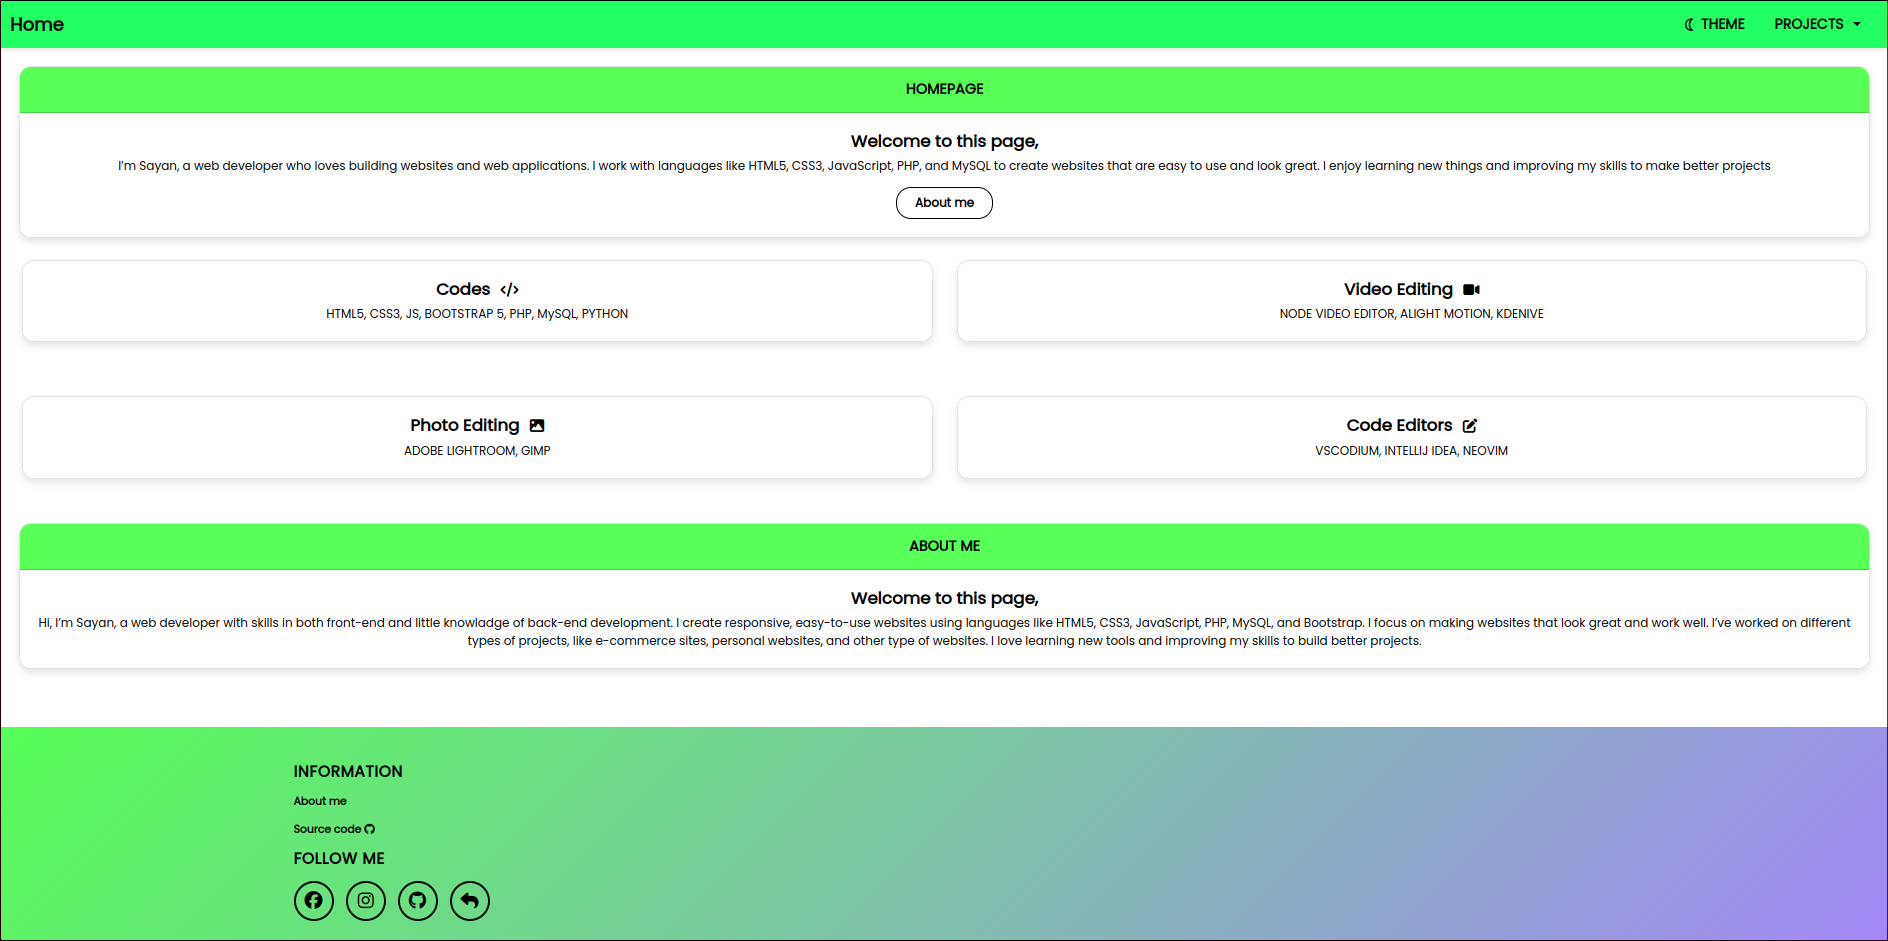 Home
THEME
PROJECTS
HOMEPAGE
Welcome to this page,
I'm Sayan, a web developer who loves building websites and web applications. I work with languages like HTML5, CSS3, JavaScript, PHP, and MySQL to create websites that are easy to use and look great. I enjoy learning new things and improving my skills to make better projects
About me
Codes </>
HTML5, CSS3, JS, BOOTSTRAP 5, PHP, MySQL, PYTHON
Video Editing
NODE VIDEO EDITOR, ALIGHT MOTION, KDENIVE
Photo Editing
ADOBE LIGHTROOM, GIMP
Code Editors
VSCODIUM, INTELLIJ IDEA, NEOVIM
ABOUT ME
Welcome to this page,
Hi, I'm Sayan, a web developer with skills in both front-end and little knowladge of back-end development. I create responsive, easy-to-use websites using languages like HTML5, CSS3, JavaScript, PHP, MySQL, and Bootstrap. I focus on making websites that look great and work well. I've worked on different
types of projects, like e-commerce sites, personal websites, and other type of websites. I love learning new tools and improving my skills to build better projects.
INFORMATION
About me
Source code
FOLLOW ME